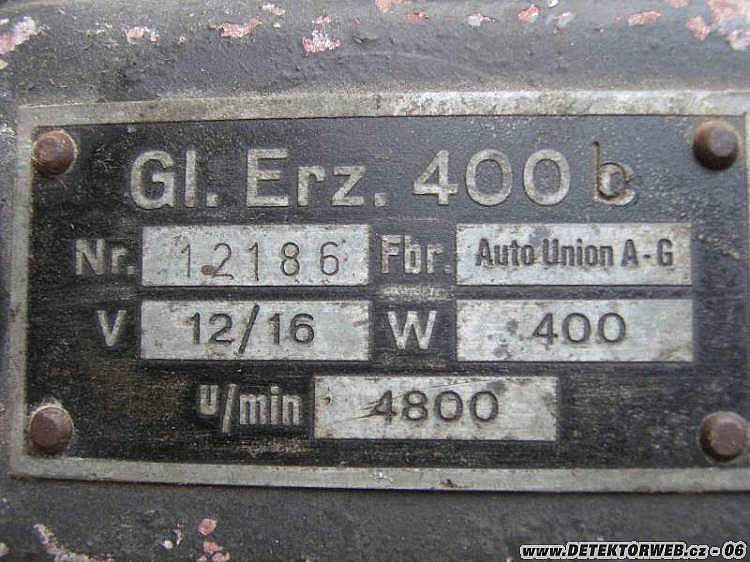 Gl. Erz. 400 b
Nr. 12186 Fbr. Auto Union A-G
V 12/16 W 400
u/min 4800
www.DETEKTORWEB.cz - 06